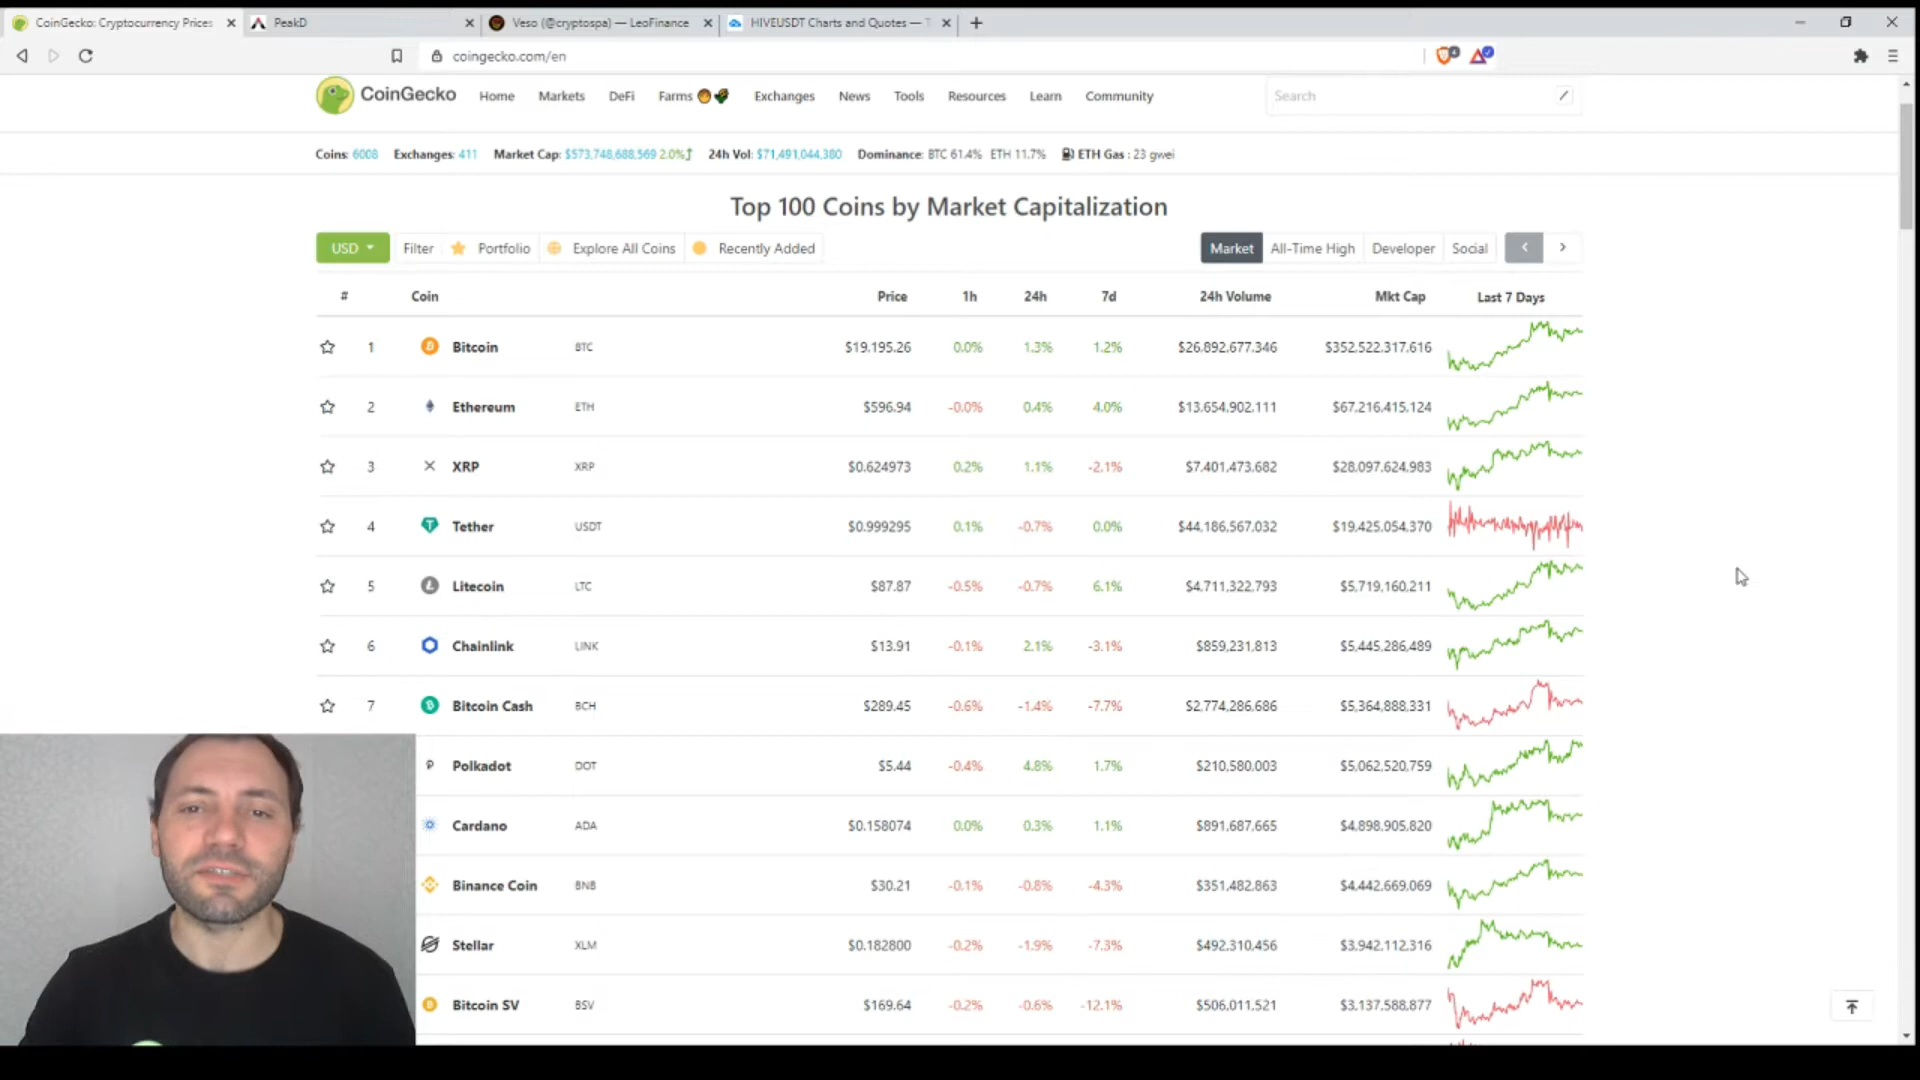 CoinGecko: Cryptocurrency Prices
PeakD
Veso (@cryptospa) — LeoFinance
HIVEUSDT Charts and Quotes — T
coingecko.com/en
CoinGecko Home Markets DeFi Farms Exchanges News Tools Resources Learn Community Search /
Coins: 6008 Exchanges: 411 Market Cap: $573,748,688,569 2.0% 24h Vol: $71,491,044,380 Dominance: BTC 61.4% ETH 11.7% ETH Gas : 23 gwei
Top 100 Coins by Market Capitalization
USD Filter Portfolio Explore All Coins Recently Added Market All-Time High Developer Social
# Coin Price 1h 24h 7d 24h Volume Mkt Cap Last 7 Days
1 Bitcoin BTC $19,195.26 0.0% 1.3% 1.2% $26,892,677,346 $352,522,317,616
2 Ethereum ETH $596.94 -0.0% 0.4% 4.0% $13,654,902,111 $67,216,415,124
3 XRP XRP $0.624973 0.2% 1.1% -2.1% $7,401,473,682 $28,097,624,983
4 Tether USDT $0.999295 0.1% -0.7% 0.0% $44,186,567,032 $19,425,054,370
5 Litecoin LTC $87.87 -0.5% -0.7% 6.1% $4,711,322,793 $5,719,160,211
6 Chainlink LINK $13.91 -0.1% 2.1% -3.1% $859,231,813 $5,445,286,489
7 Bitcoin Cash BCH $289.45 -0.6% -1.4% -7.7% $2,774,286,686 $5,364,888,331
Polkadot DOT $5.44 -0.4% 4.8% 1.7% $210,580,003 $5,062,520,759
Cardano ADA $0.158074 0.0% 0.3% 1.1% $891,687,665 $4,898,905,820
Binance Coin BNB $30.21 -0.1% -0.8% -4.3% $351,482,863 $4,442,669,069
Stellar XLM $0.182800 -0.2% -1.9% -7.3% $492,310,456 $3,942,112,316
Bitcoin SV BSV $169.64 -0.2% -0.6% -12.1% $506,011,521 $3,137,588,877